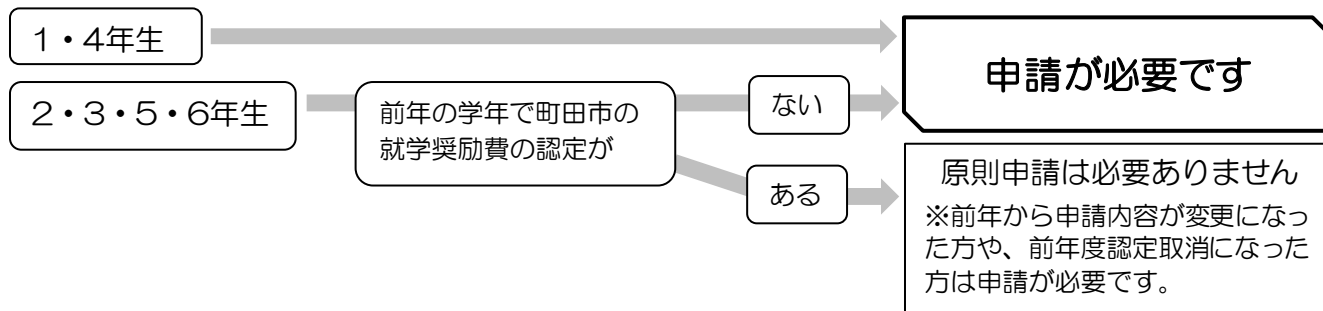 1・4年生
申請が必要です
2・3・5・6年生
前年の学年で町田市の
就学奨励費の認定が
ない
ある
原則申請は必要ありません
※前年から申請内容が変更になっ
た方や、前年度認定取消になった
方は申請が必要です。